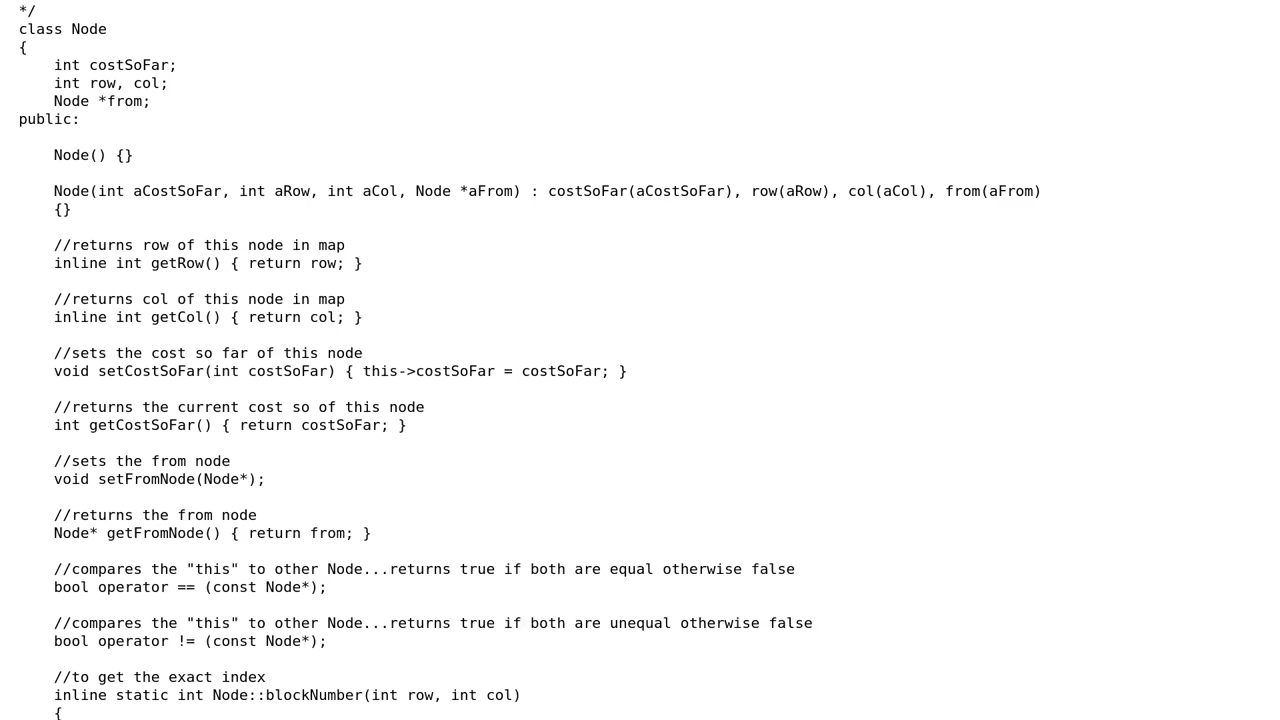 */
class Node
{
    int costSoFar;
    int row, col;
    Node *from;
public:

    Node() {}

    Node(int aCostSoFar, int aRow, int aCol, Node *aFrom) : costSoFar(aCostSoFar), row(aRow), col(aCol), from(aFrom)
    {}

    //returns row of this node in map
    inline int getRow() { return row; }

    //returns col of this node in map
    inline int getCol() { return col; }

    //sets the cost so far of this node
    void setCostSoFar(int costSoFar) { this->costSoFar = costSoFar; }

    //returns the current cost so of this node
    int getCostSoFar() { return costSoFar; }

    //sets the from node
    void setFromNode(Node*);

    //returns the from node
    Node* getFromNode() { return from; }

    //compares the "this" to other Node...returns true if both are equal otherwise false
    bool operator == (const Node*);

    //compares the "this" to other Node...returns true if both are unequal otherwise false
    bool operator != (const Node*);

    //to get the exact index
    inline static int Node::blockNumber(int row, int col)
    {